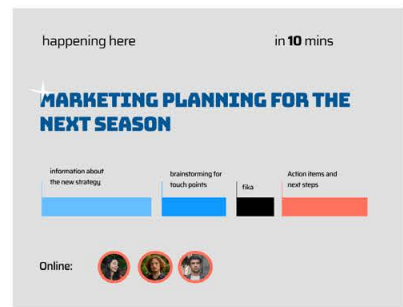 happening here
in 10 mins
MARKETING PLANNING FOR THE
NEXT SEASON
information about
the new strategy
brainstorming for
touch points
fika
Action items and
next steps
Online: